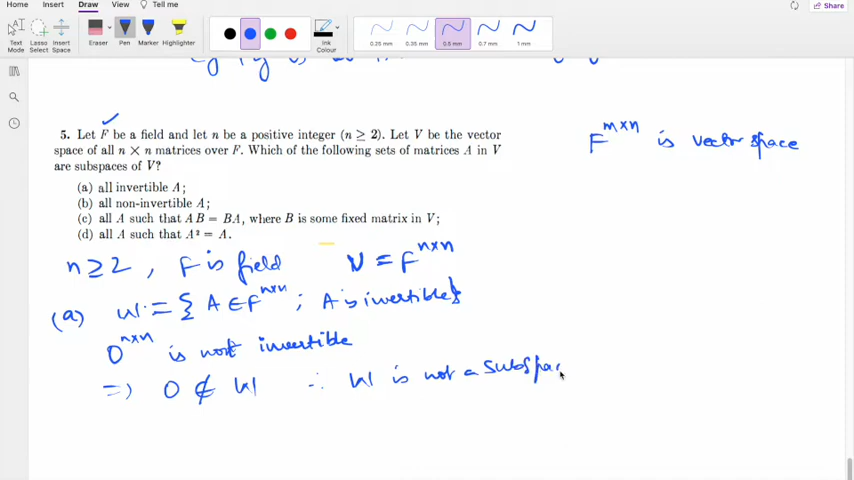 Home Insert Draw View Tell me
Share
Text Mode
Lasso Select
Insert Space
Eraser
Pen
Marker
Highlighter
Ink Colour
0.25 mm
0.35 mm
0.5 mm
0.7 mm
1 mm
5. Let F be a field and let n be a positive integer (n ≥ 2). Let V be the vector
space of all n × n matrices over F. Which of the following sets of matrices A in V
are subspaces of V?
(a) all invertible A;
(b) all non-invertible A;
(c) all A such that AB = BA, where B is some fixed matrix in V;
(d) all A such that A² = A.
F^{m×n} is vector space
n ≥ 2, F is field V = F^{n×n}
(a) W = { A ∈ F^{n×n} ; A is invertible }
0^{n×n} is not invertible
⇒ 0 ∉ W ∴ W is not a subspac